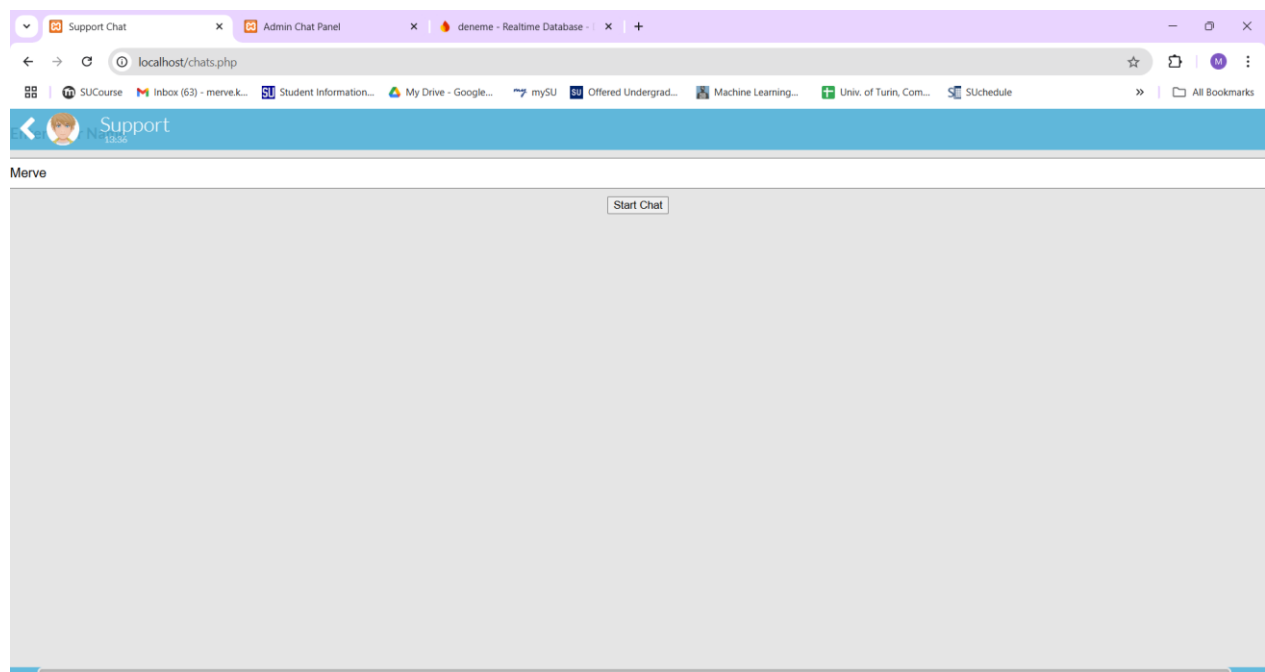 Support Chat
Admin Chat Panel
deneme - Realtime Database -
localhost/chats.php
M
SUCourse
Inbox (63) - merve.k...
SU Student Information...
My Drive - Google...
mySU
SU Offered Undergrad...
Machine Learning...
Univ. of Turin, Com...
SUchedule
All Bookmarks
Support
13:36
Merve
Start Chat